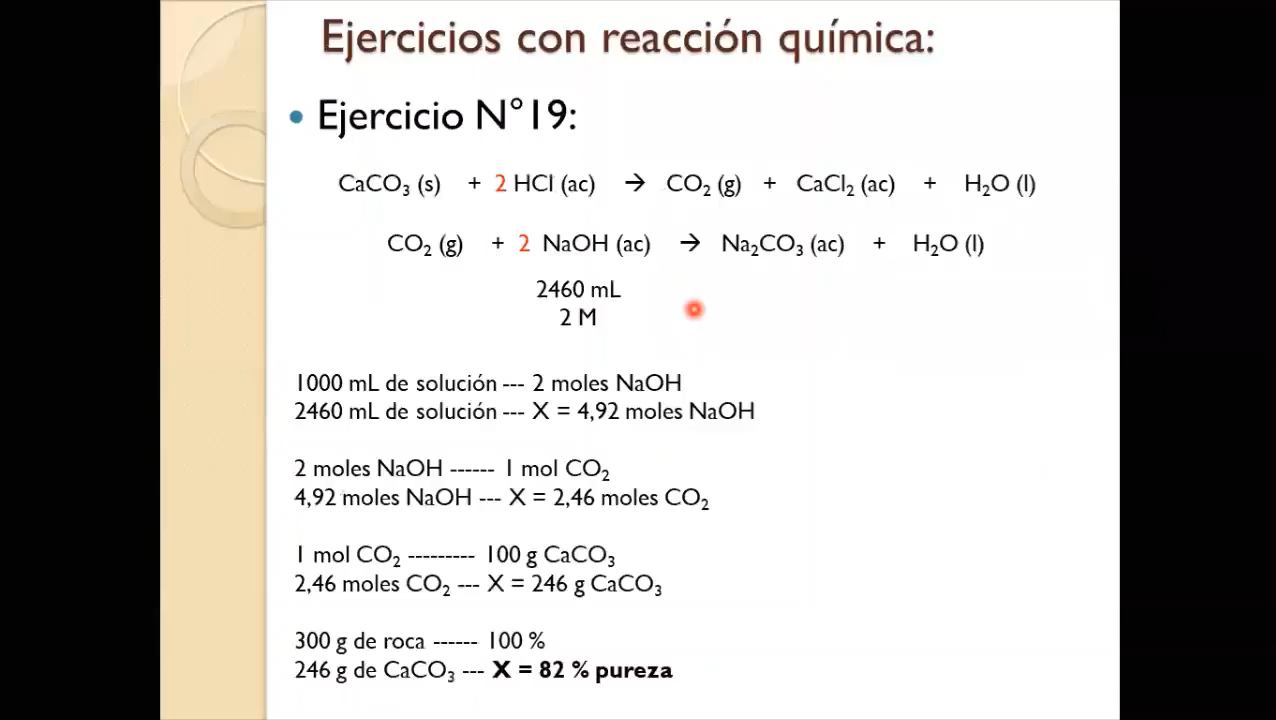 Ejercicios con reacción química:
• Ejercicio N°19:
CaCO₃ (s) + 2 HCl (ac) → CO₂ (g) + CaCl₂ (ac) + H₂O (l)
CO₂ (g) + 2 NaOH (ac) → Na₂CO₃ (ac) + H₂O (l)
2460 mL
2 M
1000 mL de solución --- 2 moles NaOH
2460 mL de solución --- X = 4,92 moles NaOH
2 moles NaOH ------ 1 mol CO₂
4,92 moles NaOH --- X = 2,46 moles CO₂
1 mol CO₂ --------- 100 g CaCO₃
2,46 moles CO₂ --- X = 246 g CaCO₃
300 g de roca ------ 100 %
246 g de CaCO₃ --- X = 82 % pureza